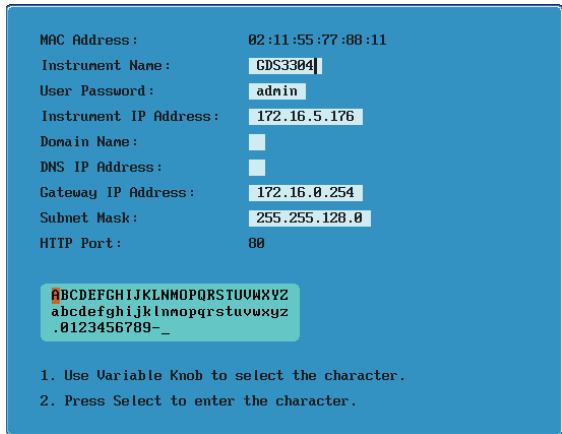 MAC Address: 02:11:55:77:88:11
Instrument Name: GDS3304
User Password: admin
Instrument IP Address: 172.16.5.176
Domain Name:
DNS IP Address:
Gateway IP Address: 172.16.0.254
Subnet Mask: 255.255.128.0
HTTP Port: 80
ABCDEFGHIJKLNMOPQRSTUVWXYZ
abcdefghijklnmopqrstuvwxyz
.0123456789-_
1. Use Variable Knob to select the character.
2. Press Select to enter the character.